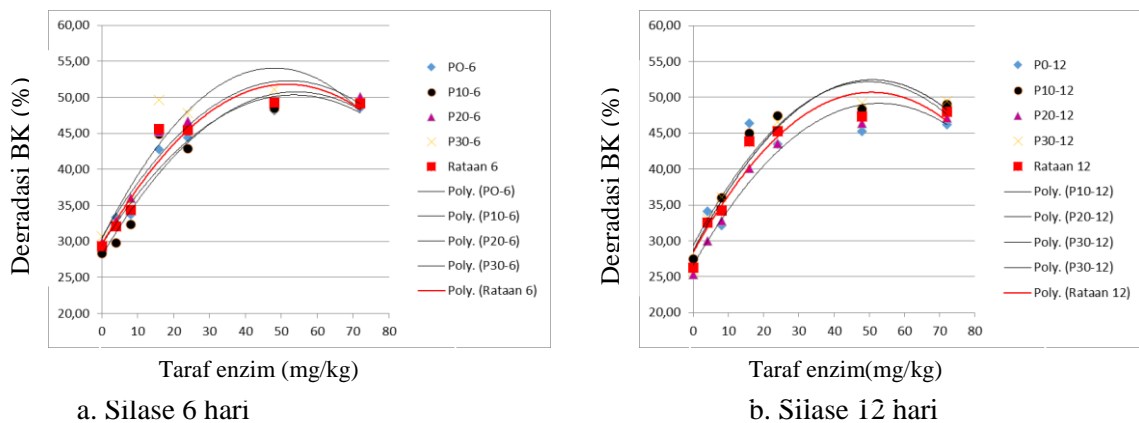 Degradasi BK (%)
60,00
55,00
50,00
45,00
40,00
35,00
30,00
25,00
20,00
0
10
20
30
40
50
60
70
80
PO-6
P10-6
P20-6
P30-6
Rataan 6
Poly. (PO-6)
Poly. (P10-6)
Poly. (P20-6)
Poly. (P30-6)
Poly. (Rataan 6)
Taraf enzim (mg/kg)
a. Silase 6 hari
Degradasi BK (%)
60,00
55,00
50,00
45,00
40,00
35,00
30,00
25,00
20,00
0
10
20
30
40
50
60
70
80
P0-12
P10-12
P20-12
P30-12
Rataan 12
Poly. (P10-12)
Poly. (P20-12)
Poly. (P30-12)
Poly. (P30-12)
Poly. (Rataan 12)
Taraf enzim(mg/kg)
b. Silase 12 hari